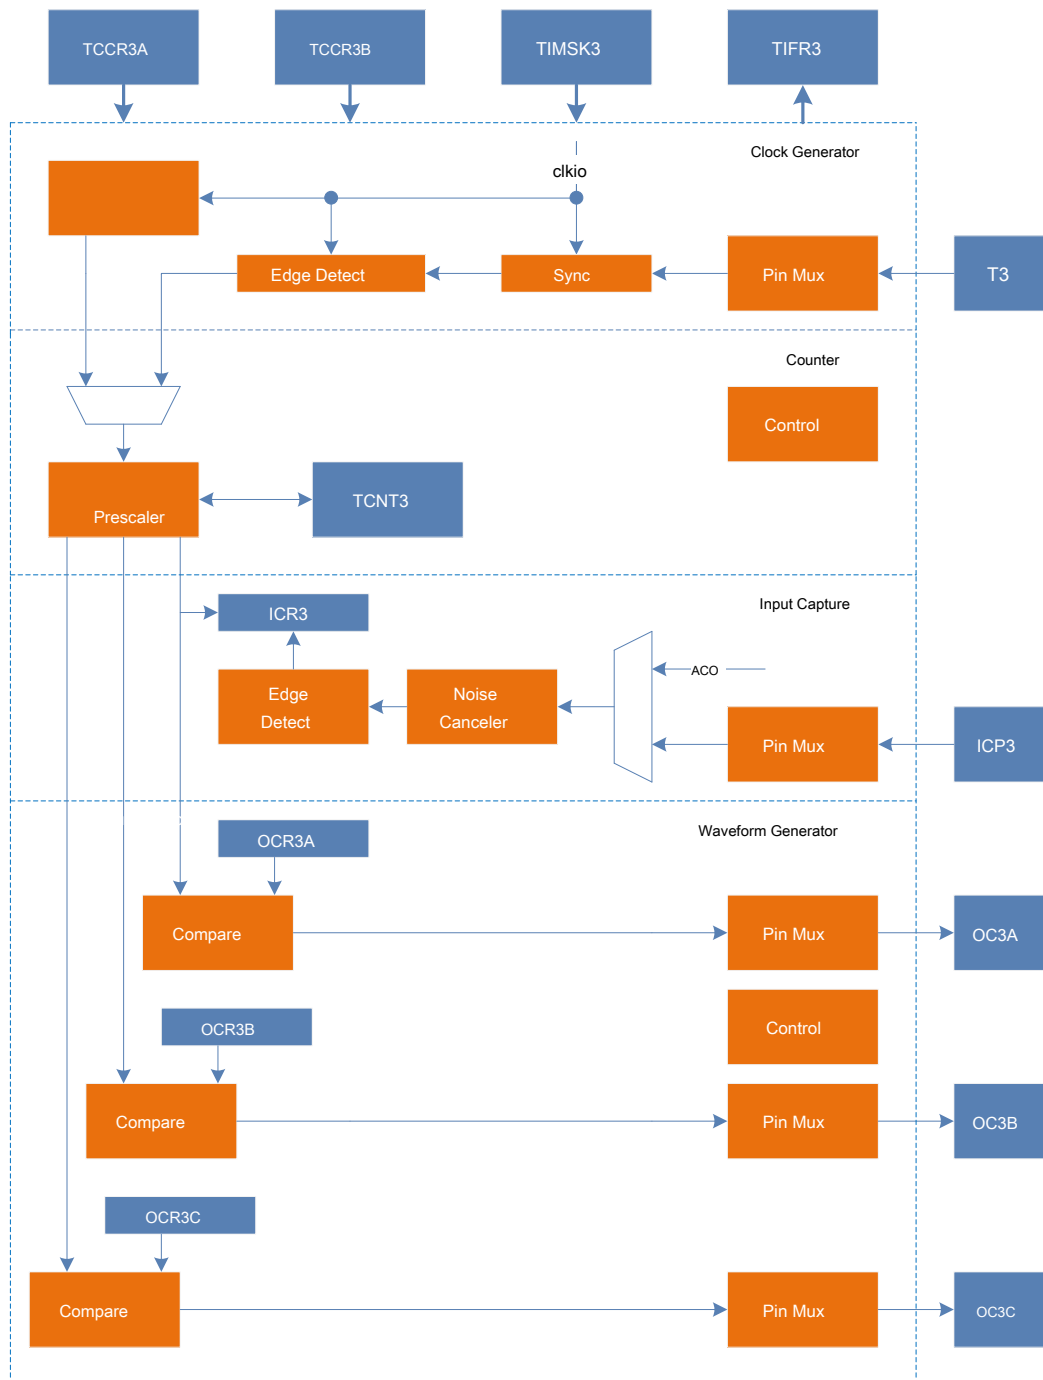 TCCR3A
TCCR3B
TIMSK3
TIFR3
Clock Generator
clkio
Edge Detect
Sync
Pin Mux
T3
Counter
Control
Prescaler
TCNT3
Input Capture
ICR3
ACO
Edge
Detect
Noise
Canceler
Pin Mux
ICP3
Waveform Generator
OCR3A
Compare
Pin Mux
OC3A
Control
OCR3B
Compare
Pin Mux
OC3B
OCR3C
Compare
Pin Mux
OC3C